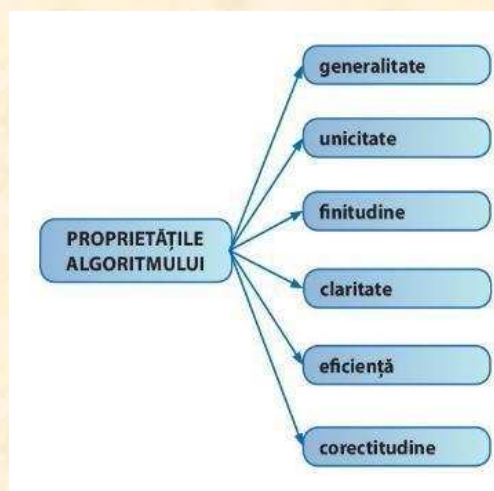 PROPRIETĂȚILE
ALGORITMULUI
generalitate
unicitate
finitudine
claritate
eficiență
corectitudine